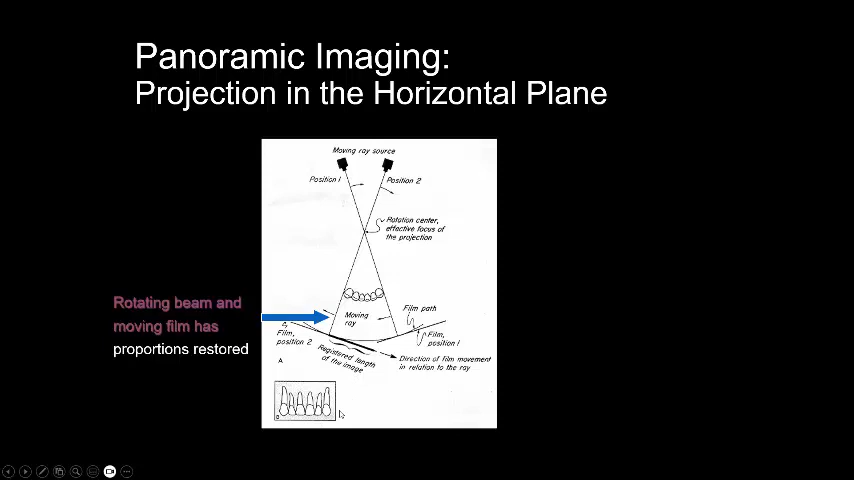 Panoramic Imaging:
Projection in the Horizontal Plane
Moving ray source
Position 1
Position 2
Rotation center,
effective focus of
the projection
Rotating beam and
moving film has
proportions restored
Moving
ray
Film path
Film,
position 2
Film,
position 1
Registered length
of the image
Direction of film movement
in relation to the ray
A
B